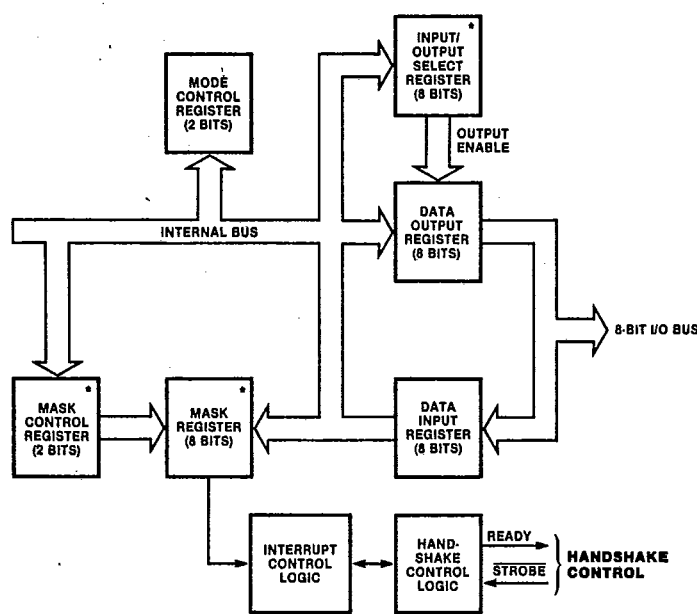 *
INPUT/
OUTPUT
SELECT
REGISTER
(8 BITS)
MODE
CONTROL
REGISTER
(2 BITS)
OUTPUT
ENABLE
INTERNAL BUS
DATA
OUTPUT
REGISTER
(8 BITS)
8-BIT I/O BUS
*
MASK
CONTROL
REGISTER
(2 BITS)
*
MASK
REGISTER
(8 BITS)
DATA
INPUT
REGISTER
(8 BITS)
INTERRUPT
CONTROL
LOGIC
HAND-
SHAKE
CONTROL
LOGIC
READY
STROBE
HANDSHAKE
CONTROL